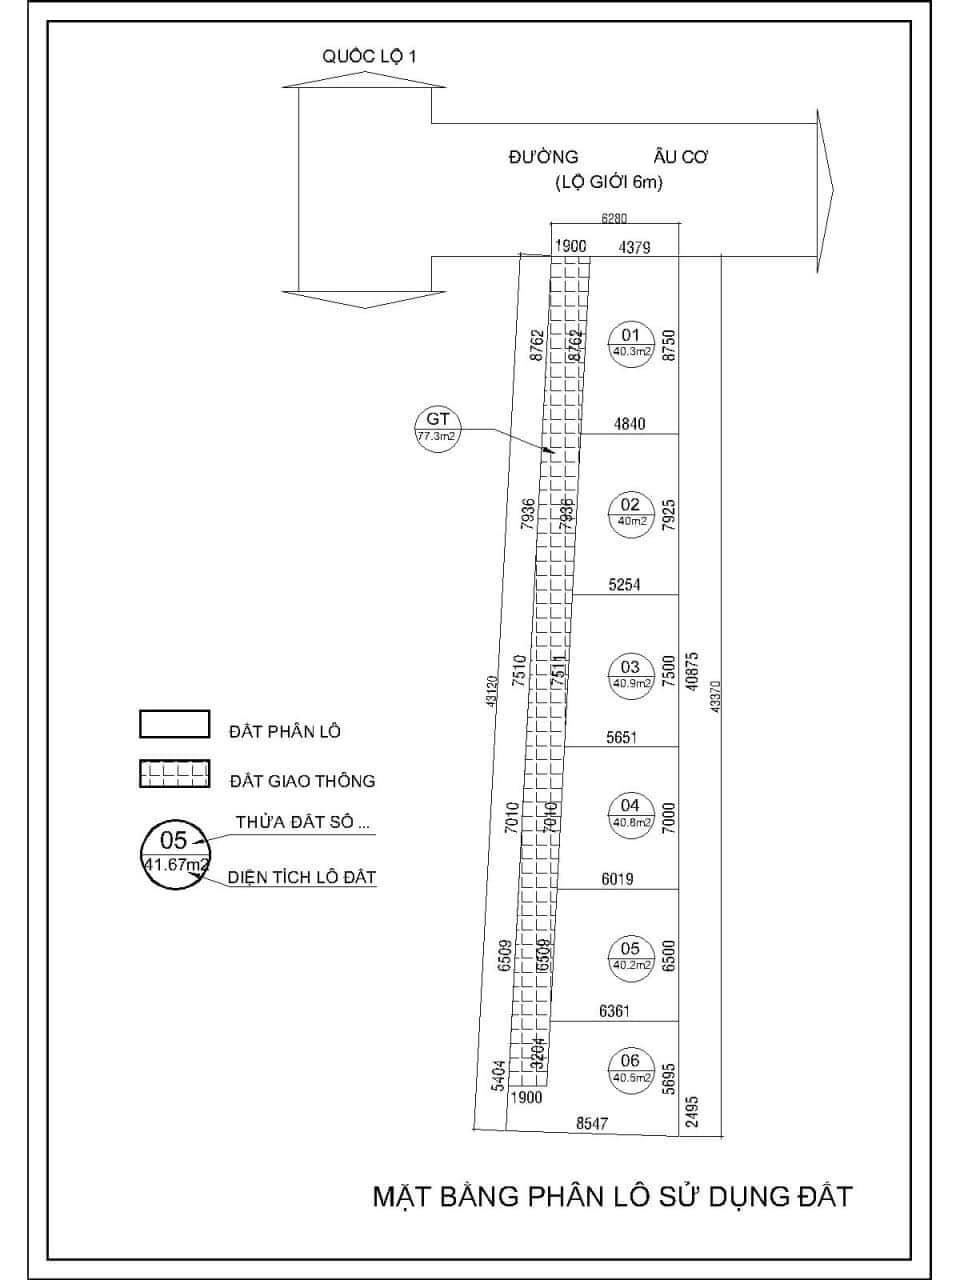 QUỐC LỘ 1
ĐƯỜNG ÂU CƠ
(LỘ GIỚI 6m)
6280
1900 4379
8762 8762 01 8750
40.3m2
GT
77.3m2
4840
7936 7936 02 7925
40m2
5254
7510 7511 03 7500 40875
40.9m2
43120 43370
5651
ĐẤT PHÂN LÔ
ĐẤT GIAO THÔNG
7010 7010 04 7000
40.8m2
THỬA ĐẤT SỐ ...
05
41.67m2
DIỆN TÍCH LÔ ĐẤT
6019
6509 6509 05 6500
40.2m2
6361
5404 3204 06 5695
40.5m2
1900
2495
8547
MẶT BẰNG PHÂN LÔ SỬ DỤNG ĐẤT